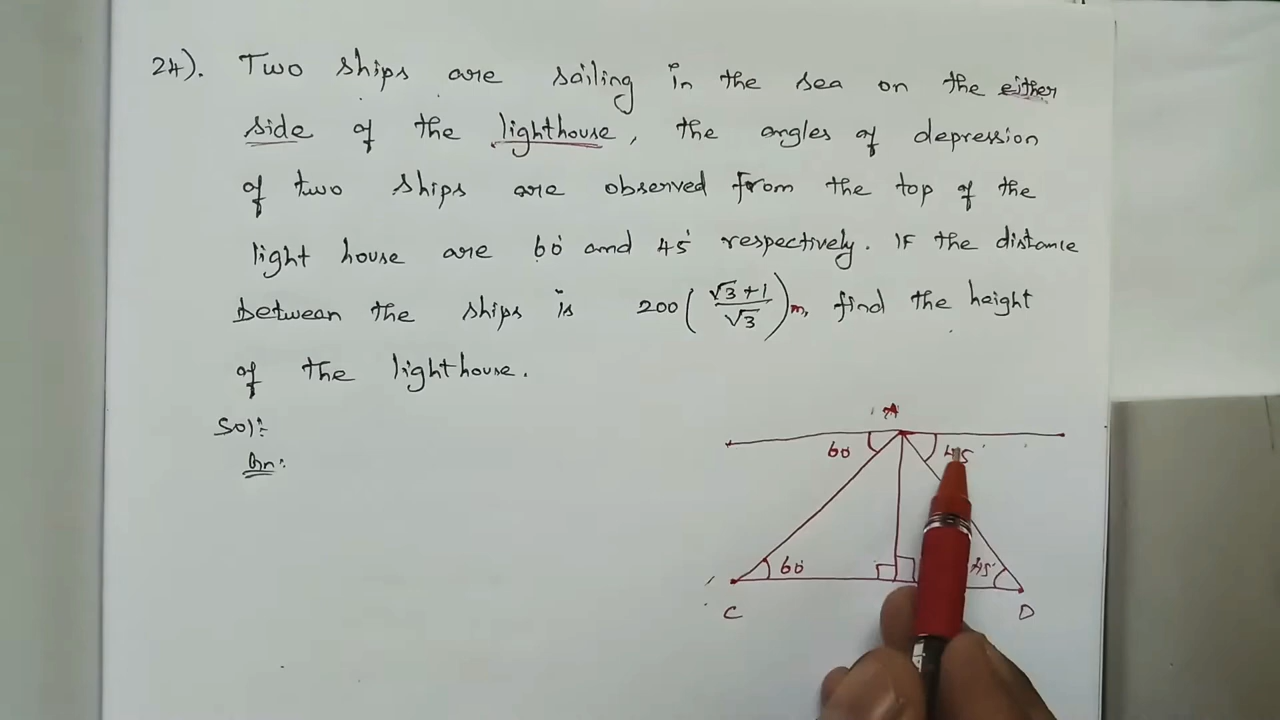 24). Two ships are sailing in the sea on the either
side of the lighthouse, the angles of depression
of two ships are observed from the top of the
light house are 60° and 45° respectively. If the distance
between the ships is 200(√3+1/√3)m, find the height
of the lighthouse.
Sol:
Gn:
A
60 45
60 45
C D